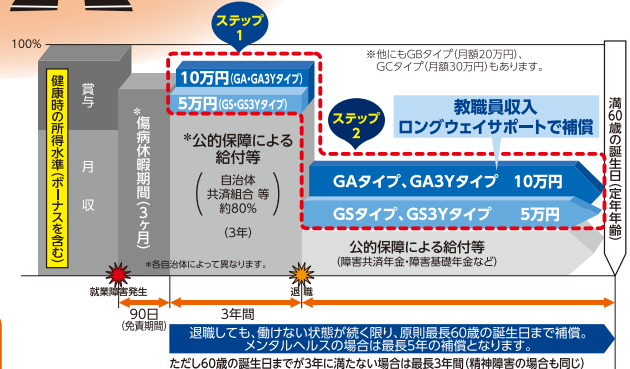 ステップ
1
100%
※他にもGBタイプ(月額20万円)、
GCタイプ(月額30万円)もあります。
健康時の所得水準(ボーナスを含む)
賞与
月収
*傷病休暇期間(3ヶ月)
10万円(GA・GA3Yタイプ)
5万円(GS・GS3Yタイプ)
*公的保障による
給付等
(自治体
共済組合 等
約80%)
(3年)
*各自治体によって異なります。
ステップ
2
教職員収入
ロングウェイサポートで補償
GAタイプ、GA3Yタイプ 10万円
GSタイプ、GS3Yタイプ 5万円
公的保障による給付等
(障害共済年金・障害基礎年金など)
満60歳の誕生日(定年年齢)
就業障害発生
退職
90日
(免責期間)
3年間
退職しても、働けない状態が続く限り、原則最長60歳の誕生日まで補償。
メンタルヘルスの場合は最長5年の補償となります。
ただし60歳の誕生日までが3年に満たない場合は最長3年間(精神障害の場合も同じ)